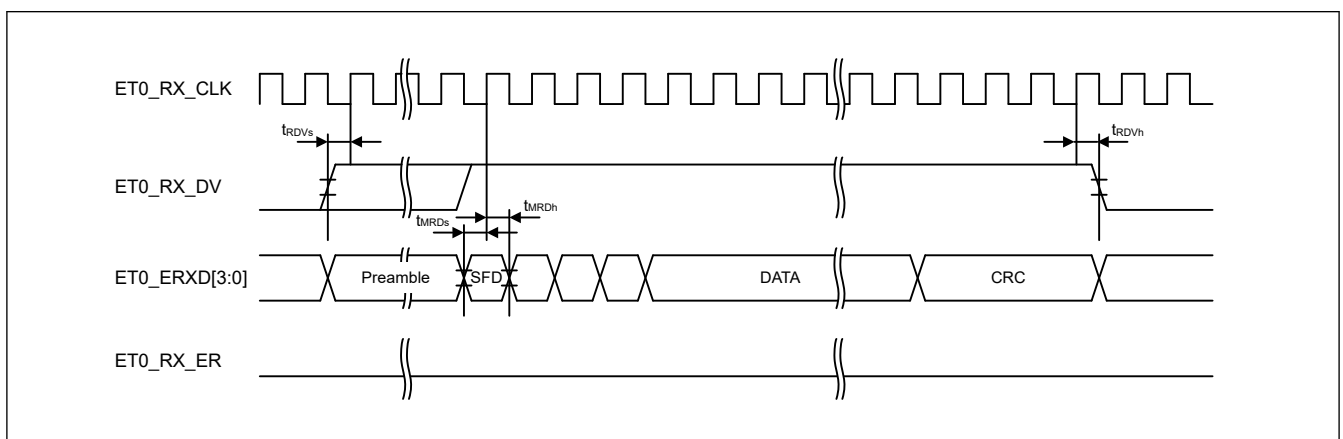 ET0_RX_CLK
tRDVs
tRDVh
ET0_RX_DV
tMRDs
tMRDh
ET0_ERXD[3:0]
Preamble
SFD
DATA
CRC
ET0_RX_ER